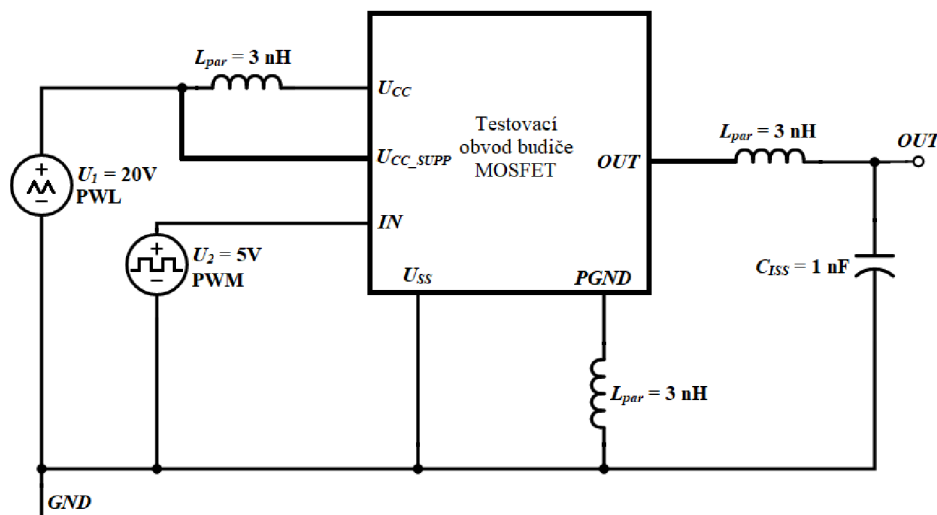 L_par = 3 nH
U_CC
Testovací
obvod budiče
MOSFET
L_par = 3 nH
OUT
U_CC_SUPP
OUT
U_1 = 20V
PWL
IN
U_2 = 5V
PWM
C_ISS = 1 nF
U_SS
PGND
L_par = 3 nH
GND